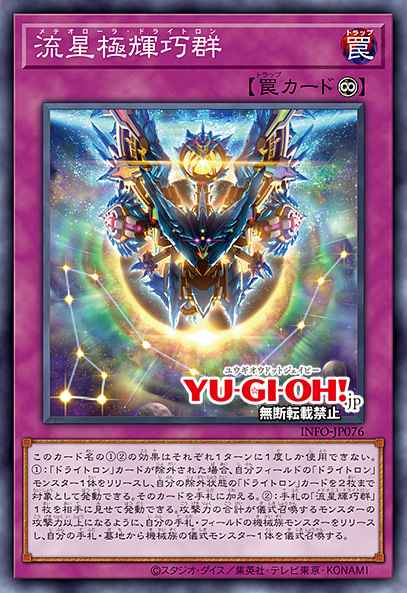 メテオローラ・ドライトロン
流星極輝巧群
トラップ
罠
【罠カード】
トラップ
ユウギオウドットジェイピー
YU-GI-OH!.jp
無断転載禁止
INFO-JP076
このカード名の①②の効果はそれぞれ1ターンに1度しか使用できない。
①:「ドライトロン」カードが除外された場合、自分フィールドの「ドライトロン」
モンスター1体をリリースし、自分の除外状態の「ドライトロン」カードを2枚まで
対象として発動できる。そのカードを手札に加える。②:手札の「流星輝巧群」
1枚を相手に見せて発動できる。攻撃力の合計が儀式召喚するモンスターの
攻撃力以上になるように、自分の手札・フィールドの機械族モンスターをリリース
し、自分の手札・墓地から機械族の儀式モンスター1体を儀式召喚する。
©スタジオ・ダイス/集英社・テレビ東京・KONAMI